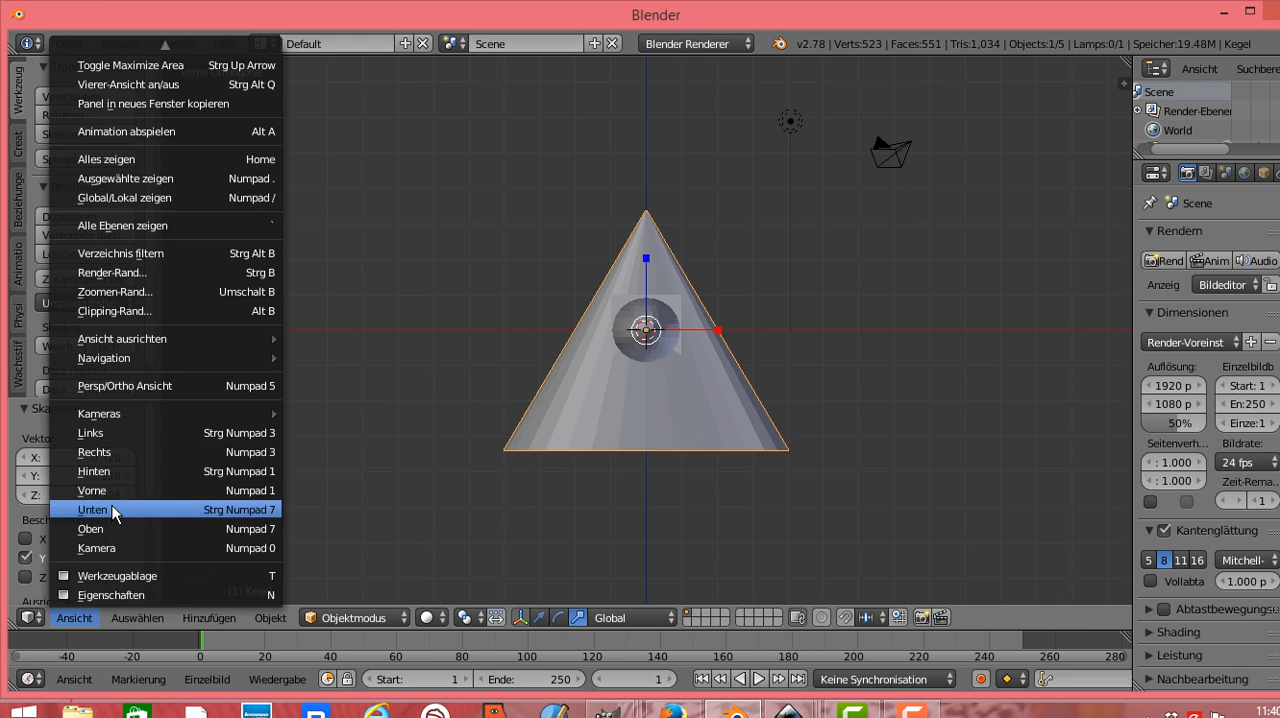 Blender
Default
Scene
Blender Renderer
v2.78 | Verts:523 | Faces:551 | Tris:1,034 | Objects:1/5 | Lamps:0/1 | Speicher:19.48M | Kegel
Toggle Maximize Area Strg Up Arrow
Vierer-Ansicht an/aus Strg Alt Q
Panel in neues Fenster kopieren
Animation abspielen Alt A
Alles zeigen Home
Ausgewählte zeigen Numpad .
Global/Lokal zeigen Numpad /
Alle Ebenen zeigen `
Verzeichnis filtern Strg Alt B
Render-Rand... Strg B
Zoomen-Rand... Umschalt B
Clipping-Rand... Alt B
Ansicht ausrichten
Navigation
Persp/Ortho Ansicht Numpad 5
Kameras
Links Strg Numpad 3
Rechts Numpad 3
Hinten Strg Numpad 1
Vorne Numpad 1
Unten Strg Numpad 7
Oben Numpad 7
Kamera Numpad 0
Werkzeugablage T
Eigenschaften N
Werkzeug
Creat
Beziehunge
Animatio
Physi
Wachsstif
Vekto
X:
Y:
Z:
X
Y
Z
Ansicht Suchbere
Scene
Render-Ebener
World
Scene
Rendern
Rend Anim Audio
Anzeig Bildeditor
Dimensionen
Render-Voreinst
Auflösung: Einzelbildb
1920 p Start: 1
1080 p En:250
50% Einze:1
Seitenverh. Bildrate:
: 1.000 24 fps
: 1.000 Zeit-Rema..
Kantenglättung
5 8 11 16 Mitchell-
Vollabta 1.000 p
Abtastbewegungs
Shading
Leistung
Nachbearbeitung
Ansicht Auswählen Hinzufügen Objekt Objektmodus Global
-40 -20 0 20 40 60 80 100 120 140 160 180 200 220 240 260 280
Ansicht Markierung Einzelbild Wiedergabe Start: 1 Ende: 250 1 Keine Synchronisation
lenovo
11:40